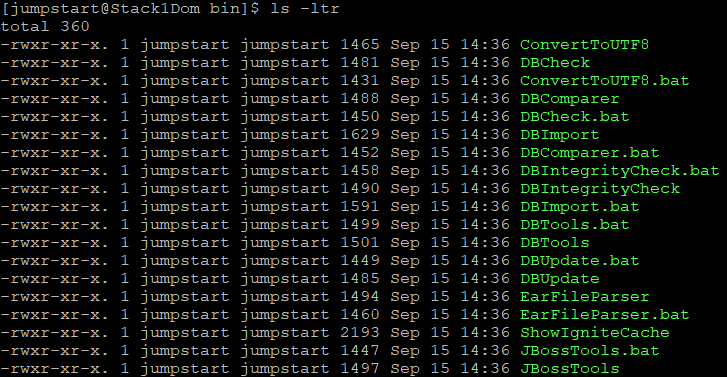 [jumpstart@Stack1Dom bin]$ ls -ltr
total 360
-rwxr-xr-x. 1 jumpstart jumpstart 1465 Sep 15 14:36 ConvertToUTF8
-rwxr-xr-x. 1 jumpstart jumpstart 1481 Sep 15 14:36 DBCheck
-rwxr-xr-x. 1 jumpstart jumpstart 1431 Sep 15 14:36 ConvertToUTF8.bat
-rwxr-xr-x. 1 jumpstart jumpstart 1488 Sep 15 14:36 DBComparer
-rwxr-xr-x. 1 jumpstart jumpstart 1450 Sep 15 14:36 DBCheck.bat
-rwxr-xr-x. 1 jumpstart jumpstart 1629 Sep 15 14:36 DBImport
-rwxr-xr-x. 1 jumpstart jumpstart 1452 Sep 15 14:36 DBComparer.bat
-rwxr-xr-x. 1 jumpstart jumpstart 1458 Sep 15 14:36 DBIntegrityCheck.bat
-rwxr-xr-x. 1 jumpstart jumpstart 1490 Sep 15 14:36 DBIntegrityCheck
-rwxr-xr-x. 1 jumpstart jumpstart 1591 Sep 15 14:36 DBImport.bat
-rwxr-xr-x. 1 jumpstart jumpstart 1499 Sep 15 14:36 DBTools.bat
-rwxr-xr-x. 1 jumpstart jumpstart 1501 Sep 15 14:36 DBTools
-rwxr-xr-x. 1 jumpstart jumpstart 1449 Sep 15 14:36 DBUpdate.bat
-rwxr-xr-x. 1 jumpstart jumpstart 1485 Sep 15 14:36 DBUpdate
-rwxr-xr-x. 1 jumpstart jumpstart 1494 Sep 15 14:36 EarFileParser
-rwxr-xr-x. 1 jumpstart jumpstart 1460 Sep 15 14:36 EarFileParser.bat
-rwxr-xr-x. 1 jumpstart jumpstart 2193 Sep 15 14:36 ShowIgniteCache
-rwxr-xr-x. 1 jumpstart jumpstart 1447 Sep 15 14:36 JBossTools.bat
-rwxr-xr-x. 1 jumpstart jumpstart 1497 Sep 15 14:36 JBossTools